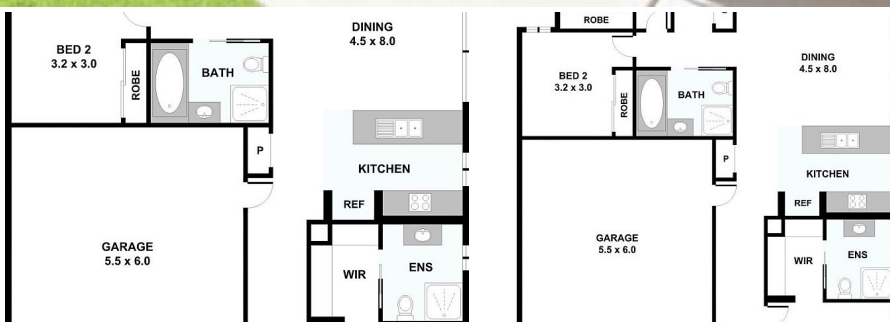 DINING
4.5 x 8.0
BED 2
3.2 x 3.0
ROBE
BATH
P
KITCHEN
REF
GARAGE
5.5 x 6.0
WIR
ENS
ROBE
DINING
4.5 x 8.0
BED 2
3.2 x 3.0
ROBE
BATH
P
KITCHEN
REF
GARAGE
5.5 x 6.0
WIR
ENS